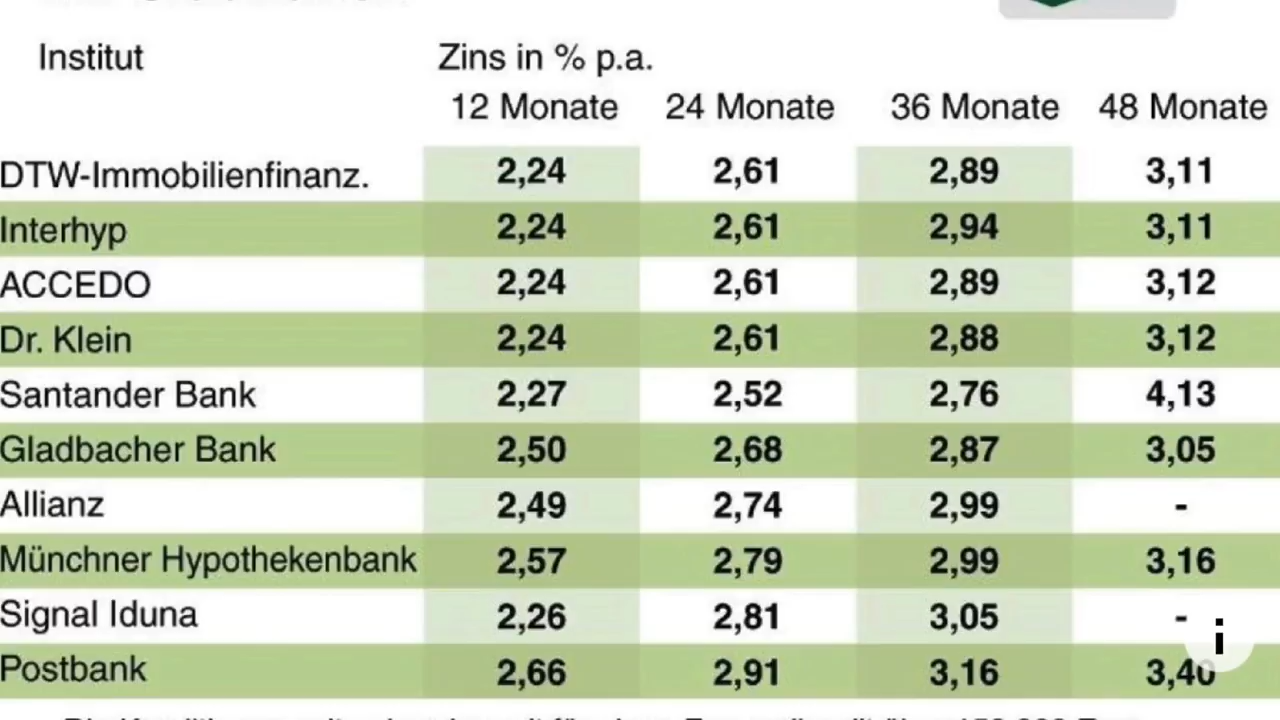 Institut Zins in % p.a.
12 Monate 24 Monate 36 Monate 48 Monate
DTW-Immobilienfinanz. 2,24 2,61 2,89 3,11
Interhyp 2,24 2,61 2,94 3,11
ACCEDO 2,24 2,61 2,89 3,12
Dr. Klein 2,24 2,61 2,88 3,12
Santander Bank 2,27 2,52 2,76 4,13
Gladbacher Bank 2,50 2,68 2,87 3,05
Allianz 2,49 2,74 2,99 -
Münchner Hypothekenbank 2,57 2,79 2,99 3,16
Signal Iduna 2,26 2,81 3,05 -
i
Postbank 2,66 2,91 3,16 3,40